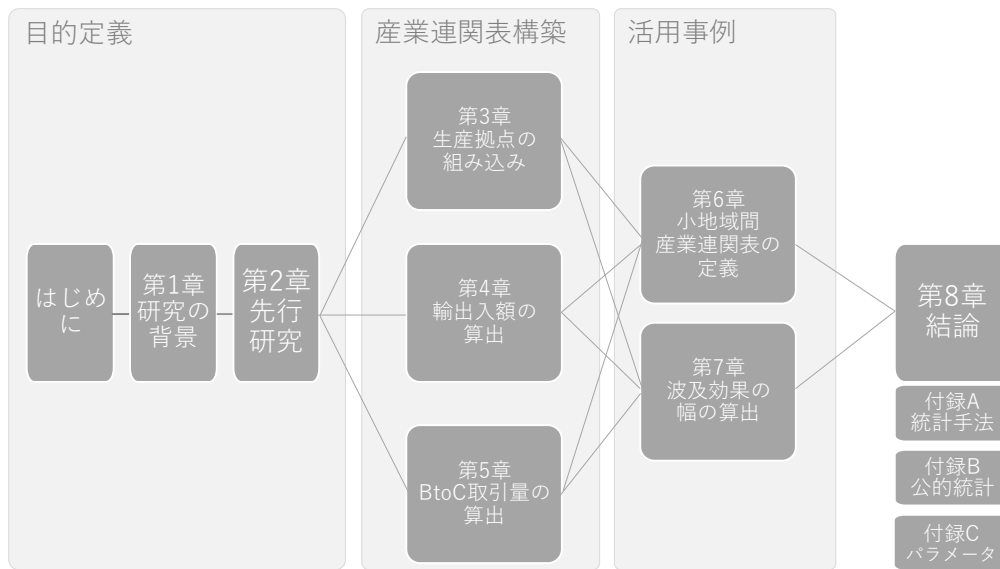 目的定義
はじめ
に
第1章
研究の
背景
第2章
先行
研究
産業連関表構築
第3章
生産拠点の
組み込み
第4章
輸出入額の
算出
第5章
BtoC取引量の
算出
活用事例
第6章
小地域間
産業連関表の
定義
第7章
波及効果の
幅の算出
第8章
結論
付録A
統計手法
付録B
公的統計
付録C
パラメータ